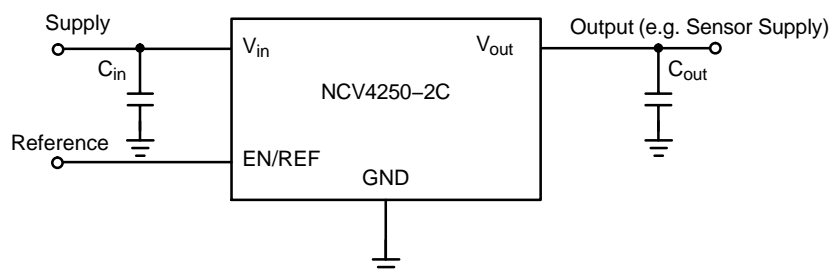 Supply
Output (e.g. Sensor Supply)
Vin
Vout
Cin
Cout
NCV4250−2C
Reference
EN/REF
GND